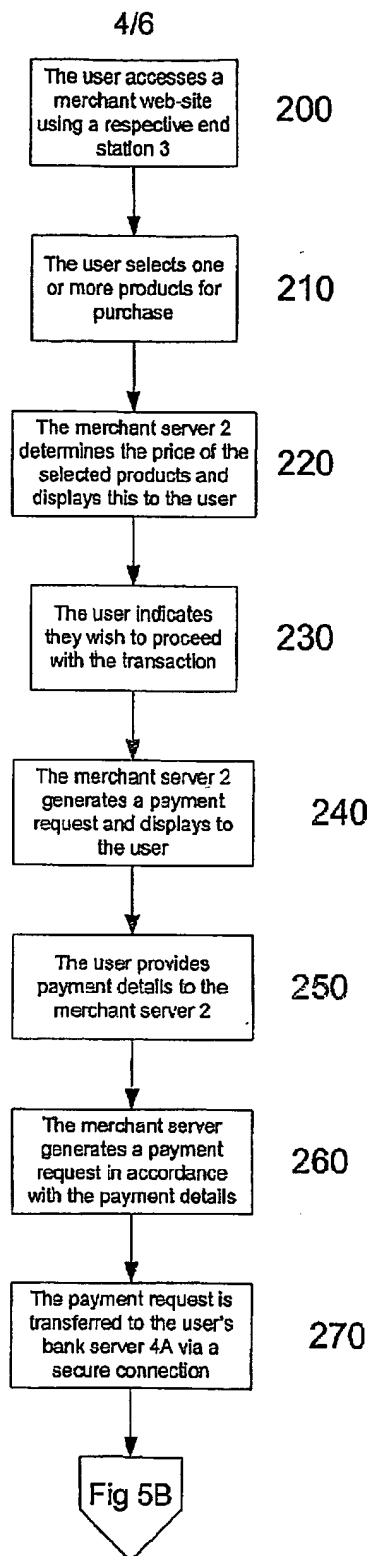 4/6
The user accesses a
merchant web-site
using a respective end
station 3
200
The user selects one
or more products for
purchase
210
The merchant server 2
determines the price of the
selected products and
displays this to the user
220
The user indicates
they wish to proceed
with the transaction
230
The merchant server 2
generates a payment
request and displays to
the user
240
The user provides
payment details to the
merchant server 2
250
The merchant server
generates a payment
request in accordance
with the payment details
260
The payment request is
transferred to the user's
bank server 4A via a
secure connection
270
Fig 5B